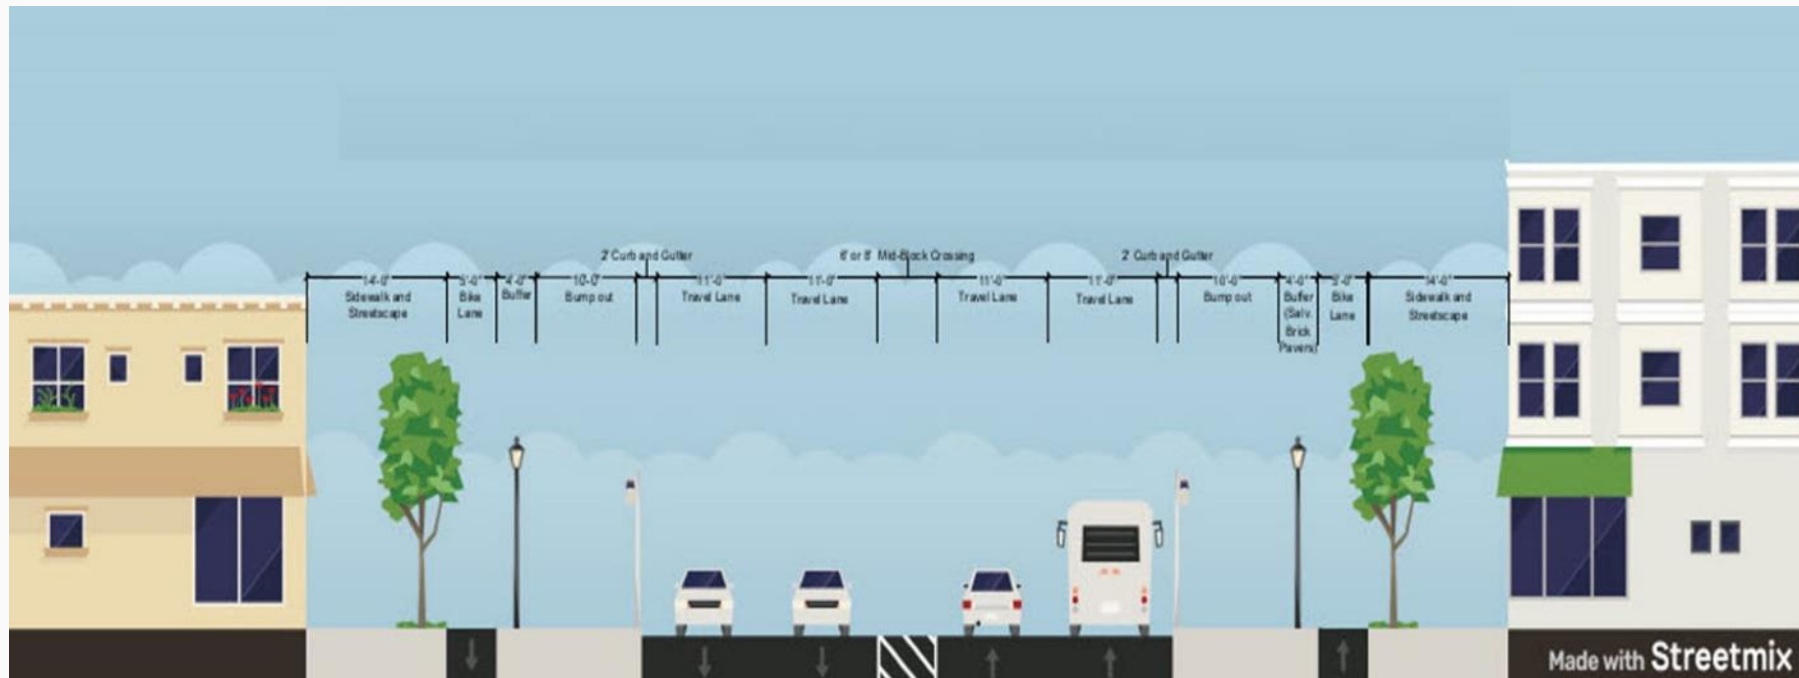 2' Curb and Gutter
6' or 8' Mid-Block Crossing
2' Curb and Gutter
14'-0"
5'-0"
4'-0"
10'-0"
11'-0"
11'-0"
11'-0"
11'-0"
10'-0"
4'-0"
5'-0"
14'-0"
Sidewalk and
Streetscape
Bike
Lane
Buffer
Bump out
Travel Lane
Travel Lane
Travel Lane
Travel Lane
Bump out
Buffer
(Salv.
Brick
Pavers)
Bike
Lane
Sidewalk and
Streetscape
Made with Streetmix